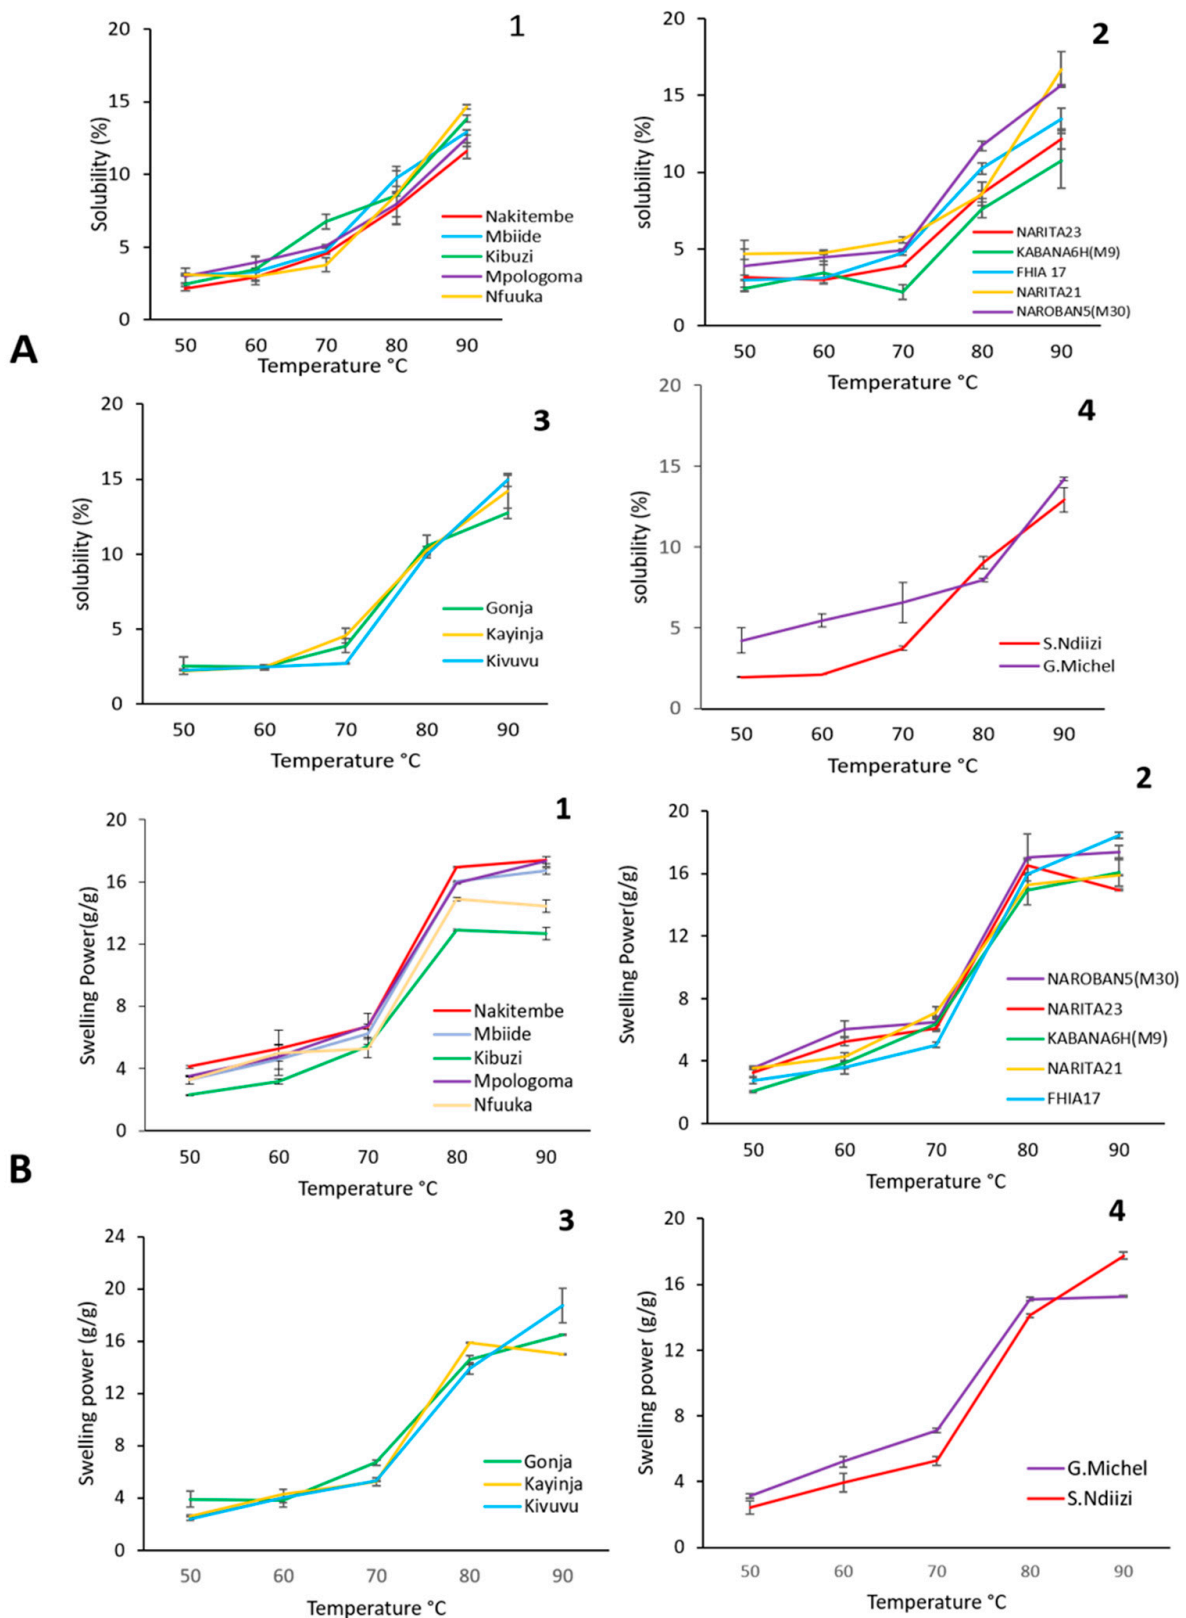 1
20
15
10
5
0
Solubility (%)
Nakitembe
Mbiide
Kibuzi
Mpologoma
Nfuuka
50 60 70 80 90
Temperature °C
2
20
15
10
5
0
solubility (%)
NARITA23
KABANA6H(M9)
FHIA 17
NARITA21
NAROBAN5(M30)
50 60 70 80 90
Temperature °C
A
3
20
15
10
5
0
solubility (%)
Gonja
Kayinja
Kivuvu
50 60 70 80 90
Temperature °C
4
20
15
10
5
0
solubility (%)
S.Ndiizi
G.Michel
50 60 70 80 90
Temperature °C
1
20
16
12
8
4
0
Swelling Power(g/g)
Nakitembe
Mbiide
Kibuzi
Mpologoma
Nfuuka
50 60 70 80 90
Temperature °C
2
20
16
12
8
4
0
Swelling Power(g/g)
NAROBAN5(M30)
NARITA23
KABANA6H(M9)
NARITA21
FHIA17
50 60 70 80 90
Temperature °C
B
3
24
20
16
12
8
4
0
Swelling power (g/g)
Gonja
Kayinja
Kivuvu
50 60 70 80 90
Temperature °C
4
20
16
12
8
4
0
Swelling power (g/g)
G.Michel
S.Ndiizi
50 60 70 80 90
Temperature °C